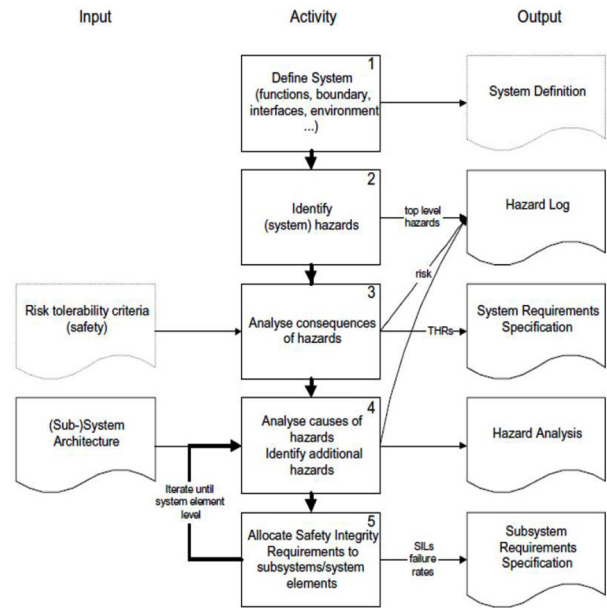 Input
Activity
Output
1
Define System
(functions, boundary,
interfaces, environment
...)
System Definition
2
Identify
(system) hazards
top level
hazards
Hazard Log
risk
Risk tolerability criteria
(safety)
3
Analyse consequences
of hazards
THRs
System Requirements
Specification
(Sub-)System
Architecture
4
Analyse causes of
hazards
Identify additional
hazards
Hazard Analysis
Iterate until
system element
level
5
Allocate Safety Integrity
Requirements to
subsystems/system
elements
SILs
failure
rates
Subsystem
Requirements
Specification